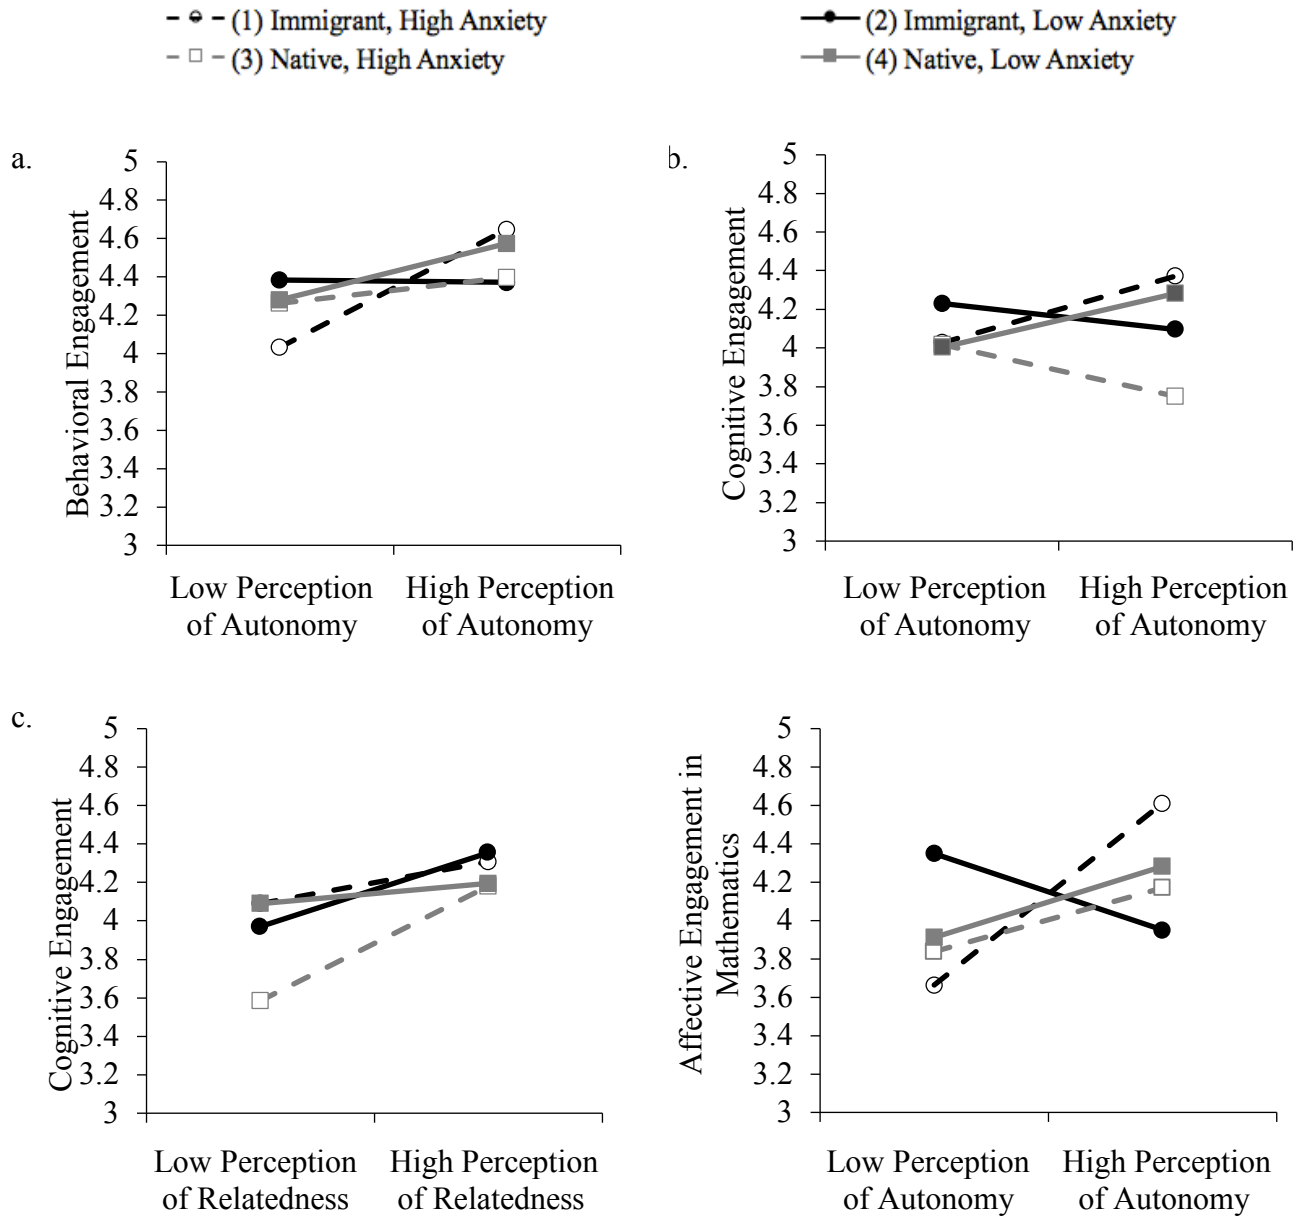 (1) Immigrant, High Anxiety
(2) Immigrant, Low Anxiety
(3) Native, High Anxiety
(4) Native, Low Anxiety
a.
Behavioral Engagement
5
4.8
4.6
4.4
4.2
4
3.8
3.6
3.4
3.2
3
Low Perception
of Autonomy
High Perception
of Autonomy
b.
Cognitive Engagement
5
4.8
4.6
4.4
4.2
4
3.8
3.6
3.4
3.2
3
Low Perception
of Autonomy
High Perception
of Autonomy
c.
Cognitive Engagement
5
4.8
4.6
4.4
4.2
4
3.8
3.6
3.4
3.2
3
Low Perception
of Relatedness
High Perception
of Relatedness
Affective Engagement in
Mathematics
5
4.8
4.6
4.4
4.2
4
3.8
3.6
3.4
3.2
3
Low Perception
of Autonomy
High Perception
of Autonomy